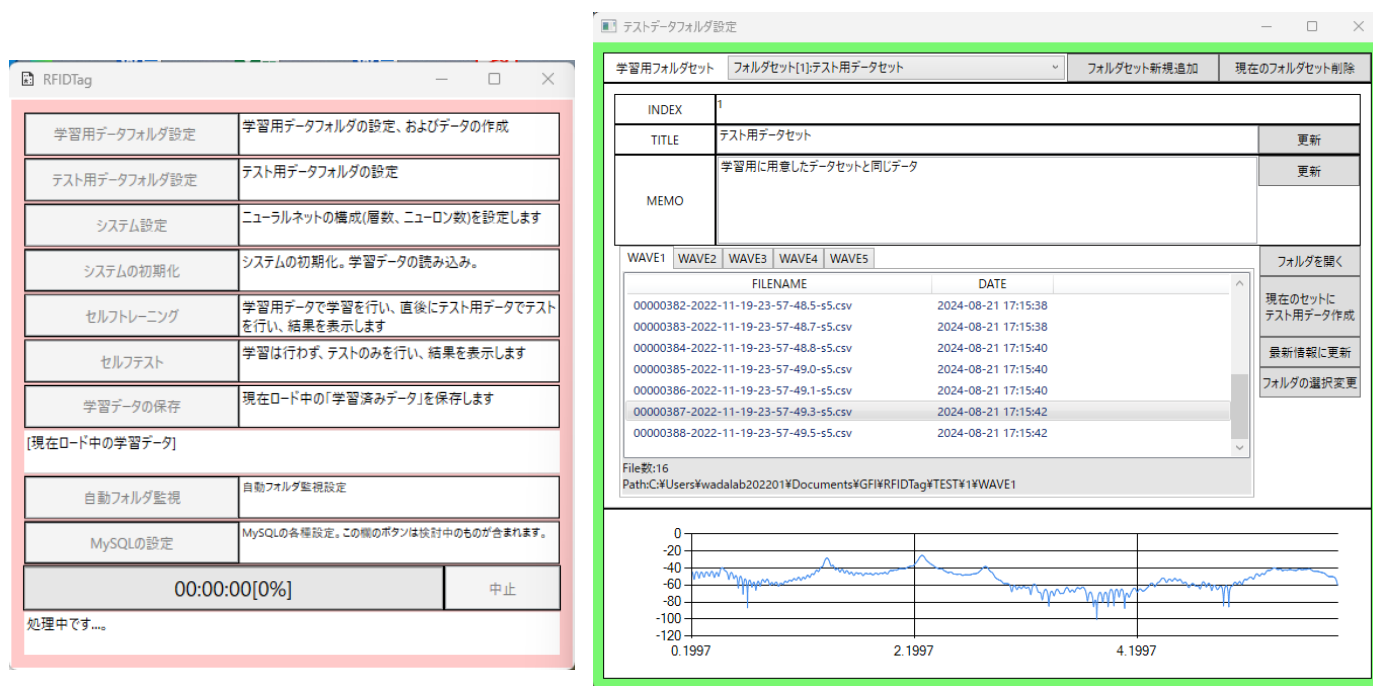 RFIDTag
学習用データフォルダ設定
学習用データフォルダの設定、およびデータの作成
テスト用データフォルダ設定
テスト用データフォルダの設定
システム設定
ニューラルネットの構成(層数、ニューロン数)を設定します
システムの初期化
システムの初期化。学習データの読み込み。
セルフトレーニング
学習用データで学習を行い、直後にテスト用データでテスト
を行い、結果を表示します
セルフテスト
学習は行わず、テストのみを行い、結果を表示します
学習データの保存
現在ロード中の「学習済みデータ」を保存します
[現在ロード中の学習データ]
自動フォルダ監視
自動フォルダ監視設定
MySQLの設定
MySQLの各種設定。この欄のボタンは検討中のものが含まれます。
00:00:00[0%]
中止
処理中です...。
テストデータフォルダ設定
学習用フォルダセット
フォルダセット[1]:テスト用データセット
フォルダセット新規追加
現在のフォルダセット削除
INDEX
1
TITLE
テスト用データセット
更新
MEMO
学習用に用意したデータセットと同じデータ
更新
WAVE1 WAVE2 WAVE3 WAVE4 WAVE5
FILENAME DATE
00000382-2022-11-19-23-57-48.5-s5.csv 2024-08-21 17:15:38
00000383-2022-11-19-23-57-48.7-s5.csv 2024-08-21 17:15:38
00000384-2022-11-19-23-57-48.8-s5.csv 2024-08-21 17:15:40
00000385-2022-11-19-23-57-49.0-s5.csv 2024-08-21 17:15:40
00000386-2022-11-19-23-57-49.1-s5.csv 2024-08-21 17:15:40
00000387-2022-11-19-23-57-49.3-s5.csv 2024-08-21 17:15:42
00000388-2022-11-19-23-57-49.5-s5.csv 2024-08-21 17:15:42
File数:16
Path:C:¥Users¥wadalab202201¥Documents¥GFI¥RFIDTag¥TEST¥1¥WAVE1
フォルダを開く
現在のセットに
テスト用データ作成
最新情報に更新
フォルダの選択変更
0
-20
-40
-60
-80
-100
-120
0.1997 2.1997 4.1997